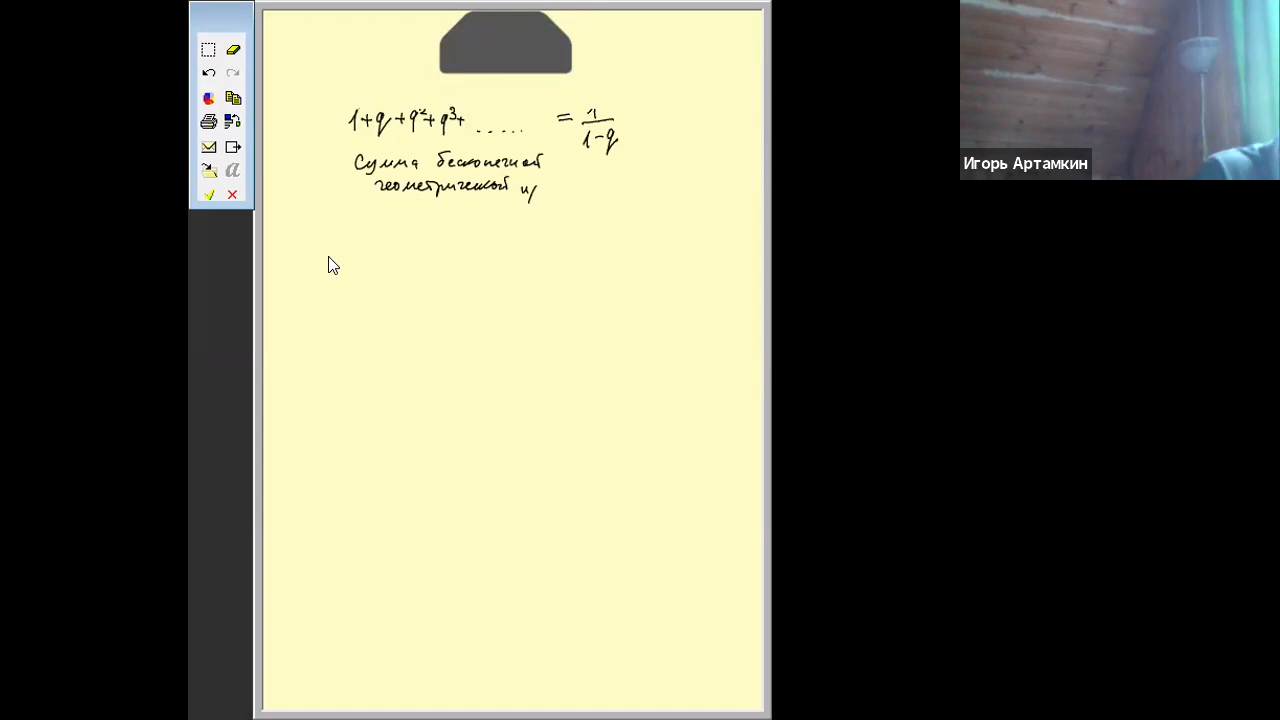 1+q+q²+q³+ ..... = 1/(1-q)
Сумма бесконечной
геометрической
Игорь Артамкин